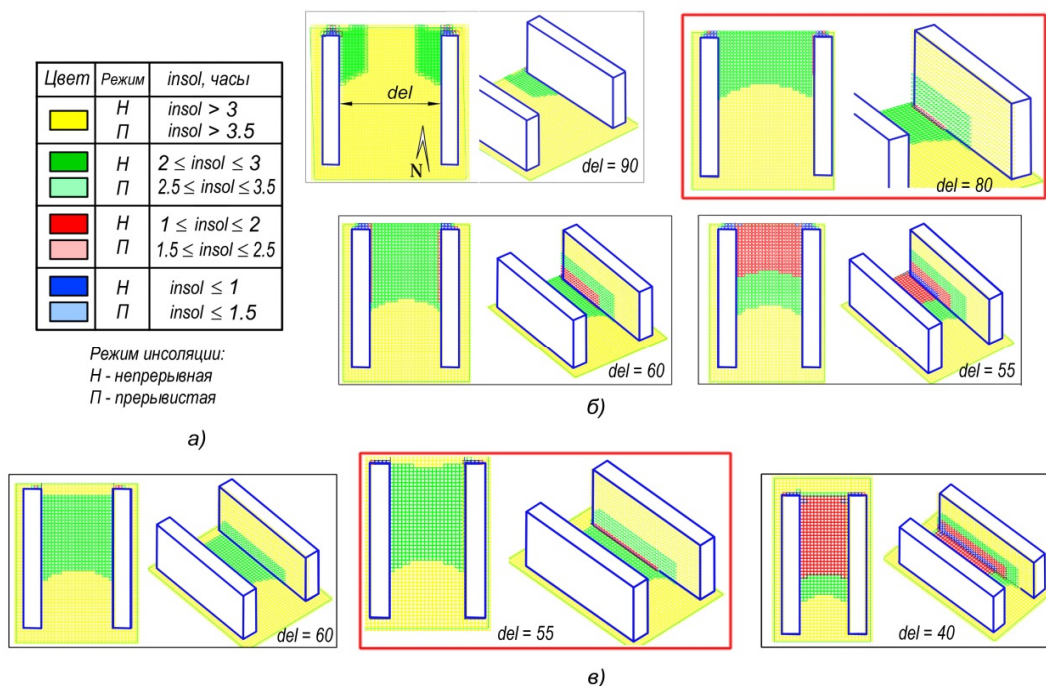 Цвет Режим insol, часы
Н insol > 3
П insol > 3.5
Н 2 ≤ insol ≤ 3
П 2.5 ≤ insol ≤ 3.5
Н 1 ≤ insol ≤ 2
П 1.5 ≤ insol ≤ 2.5
Н insol ≤ 1
П insol ≤ 1.5
Режим инсоляции:
Н - непрерывная
П - прерывистая
а)
del
N
del = 90
del = 80
del = 60
del = 55
б)
del = 60
del = 55
del = 40
в)